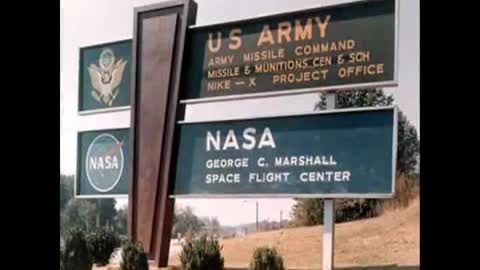 US ARMY
ARMY MISSILE COMMAND
MISSILE & MUNITIONS CEN & SCH
NIKE — X PROJECT OFFICE
NASA
NASA
GEORGE C. MARSHALL
SPACE FLIGHT CENTER